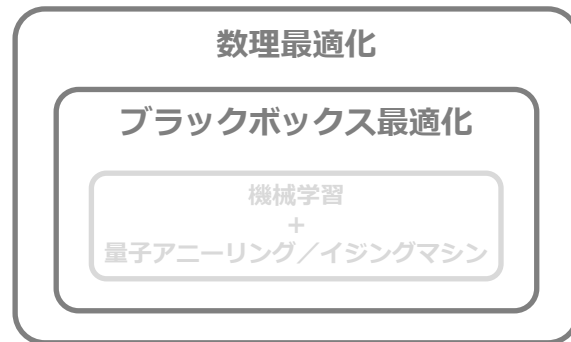 数理最適化
ブラックボックス最適化
機械学習
+
量子アニーリング／イジングマシン